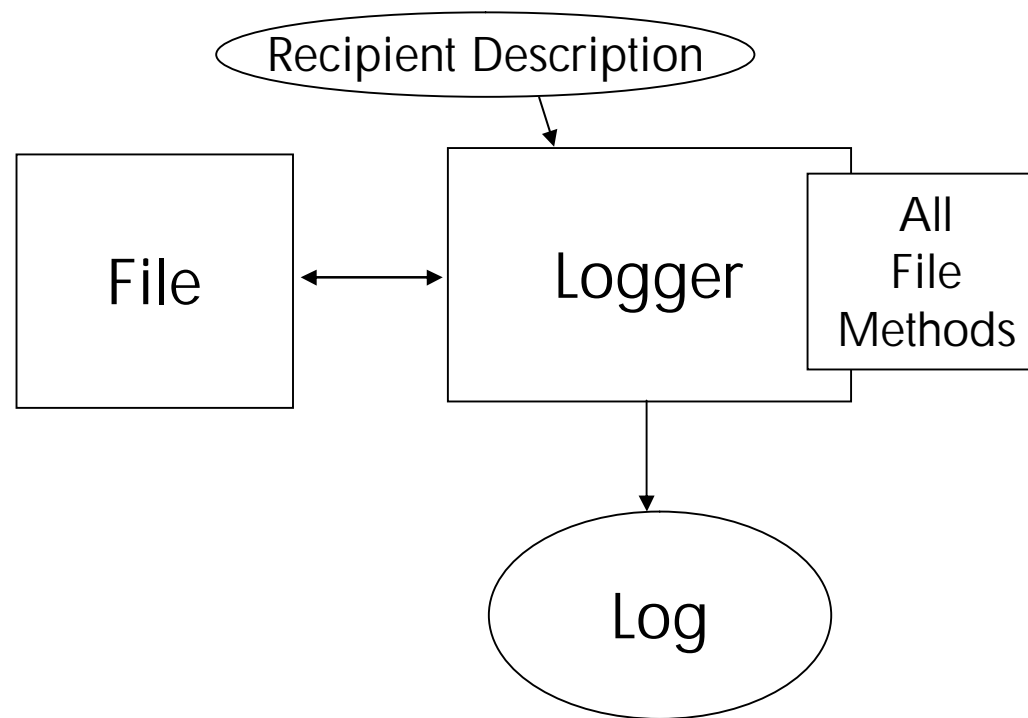 Recipient Description
File
Logger
All
File
Methods
Log